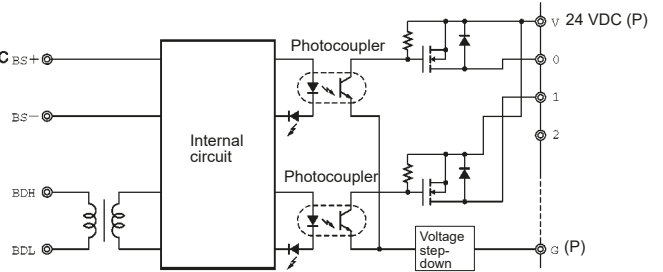 V 24 VDC (P)
Photocoupler
C BS+
0
1
BS−
2
Internal
circuit
Photocoupler
BDH
Voltage
step-
down
BDL
G (P)